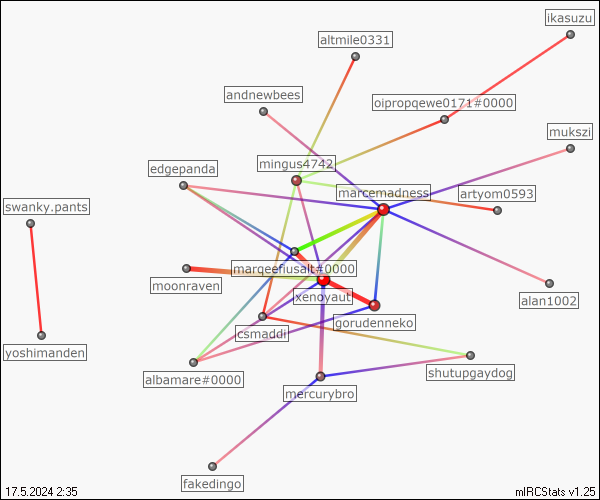 ikasuzu
altmile0331
andnewbees
oipropqewe0171#0000
mukszi
mingus4742
edgepanda
marcemadness
artyom0593
swanky.pants
marqeefiusalt#0000
moonraven
xenoyaut
alan1002
gorudenneko
csmaddi
yoshimanden
albamare#0000
shutupgaydog
mercurybro
fakedingo
17.5.2024 2:35
mIRCStats v1.25